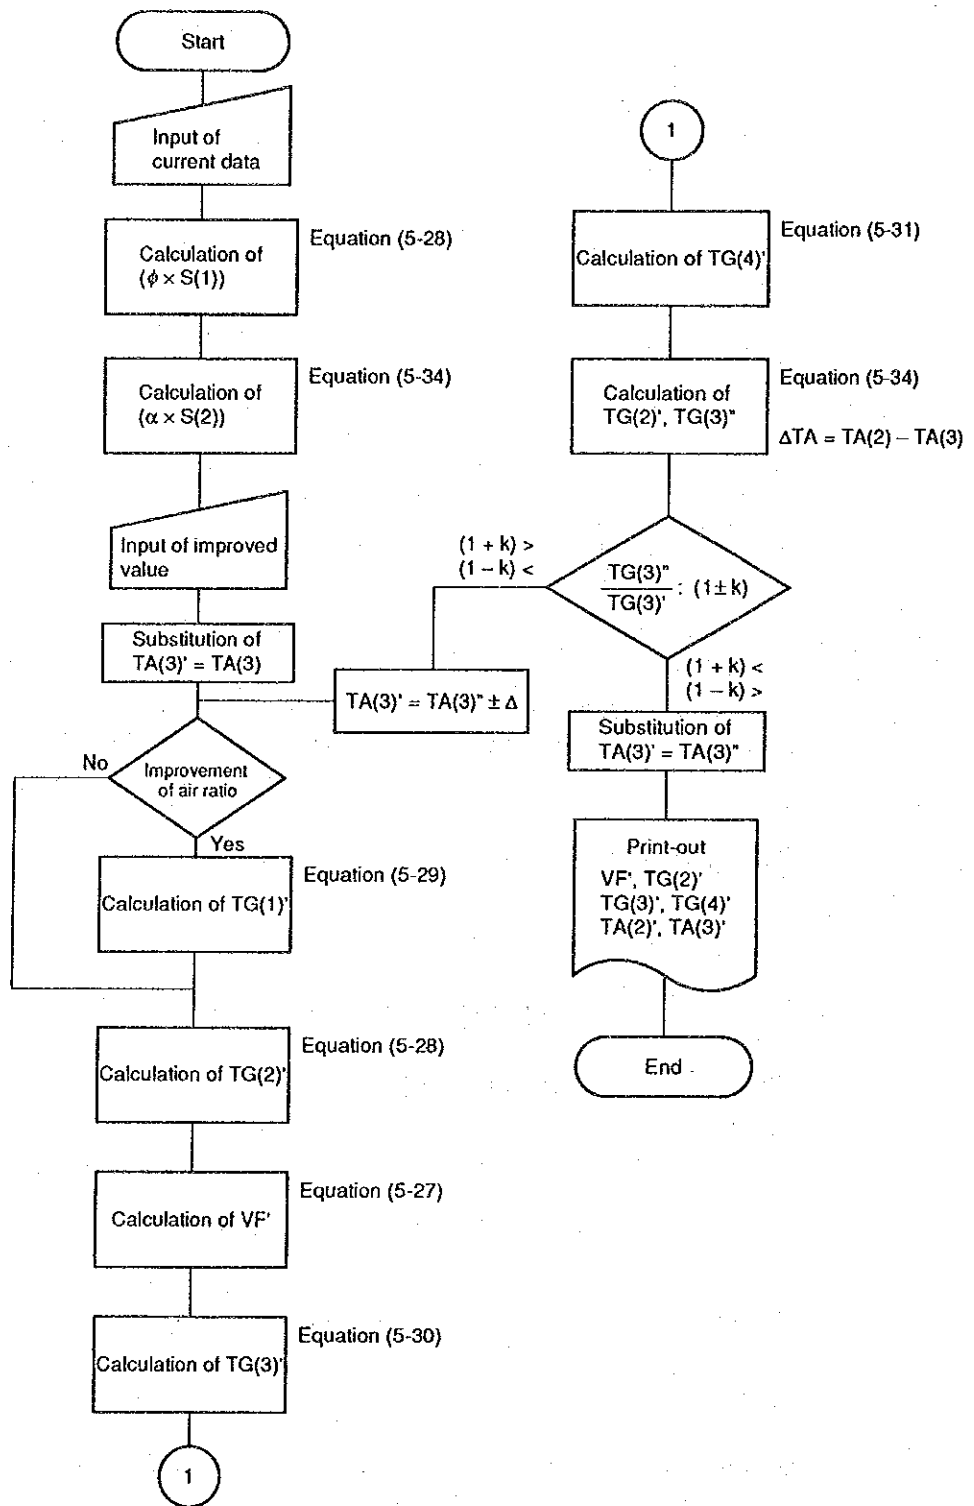 Start
Input of
current data
Calculation of
(ϕ × S(1))
Equation (5-28)
Calculation of
(α × S(2))
Equation (5-34)
Input of improved
value
Substitution of
TA(3)' = TA(3)
TA(3)' = TA(3)" ± Δ
No
Improvement
of air ratio
Yes
Calculation of TG(1)'
Equation (5-29)
Calculation of TG(2)'
Equation (5-28)
Calculation of VF'
Equation (5-27)
Calculation of TG(3)'
Equation (5-30)
1
1
Calculation of TG(4)'
Equation (5-31)
Calculation of
TG(2)', TG(3)"
Equation (5-34)
ΔTA = TA(2) – TA(3)
(1 + k) >
(1 – k) <
TG(3)"
TG(3)'
: (1± k)
(1 + k) <
(1 – k) >
Substitution of
TA(3)' = TA(3)"
Print-out
VF', TG(2)'
TG(3)', TG(4)'
TA(2)', TA(3)'
End